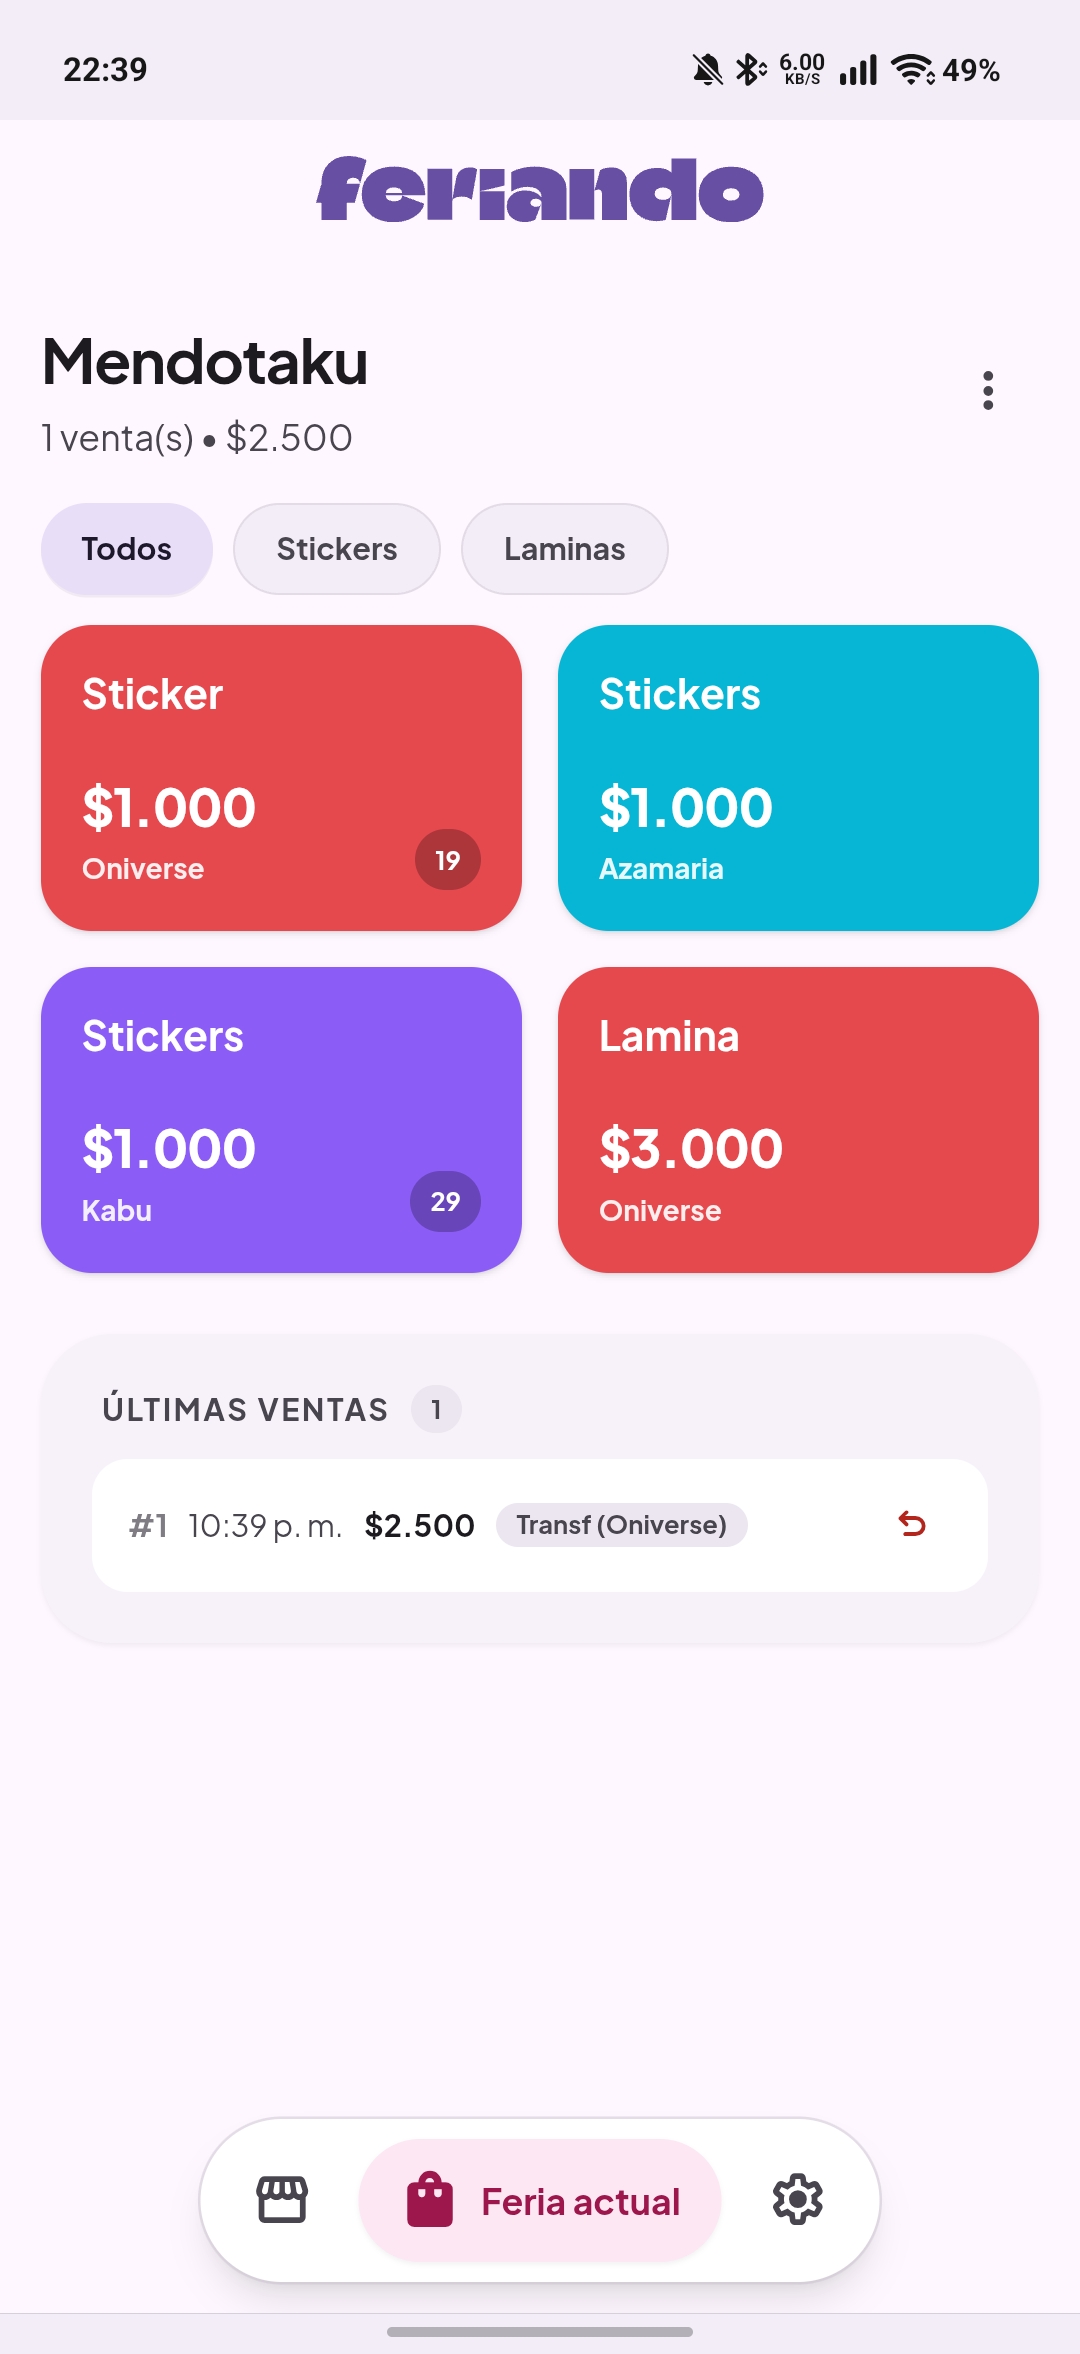 22:39
6.00
KB/S
49%
feriando
Mendotaku
1 venta(s) • $2.500
Todos
Stickers
Laminas
Sticker
$1.000
Oniverse
19
Stickers
$1.000
Azamaria
Stickers
$1.000
Kabu
29
Lamina
$3.000
Oniverse
ÚLTIMAS VENTAS 1
#1 10:39 p. m. $2.500 Transf (Oniverse)
Feria actual